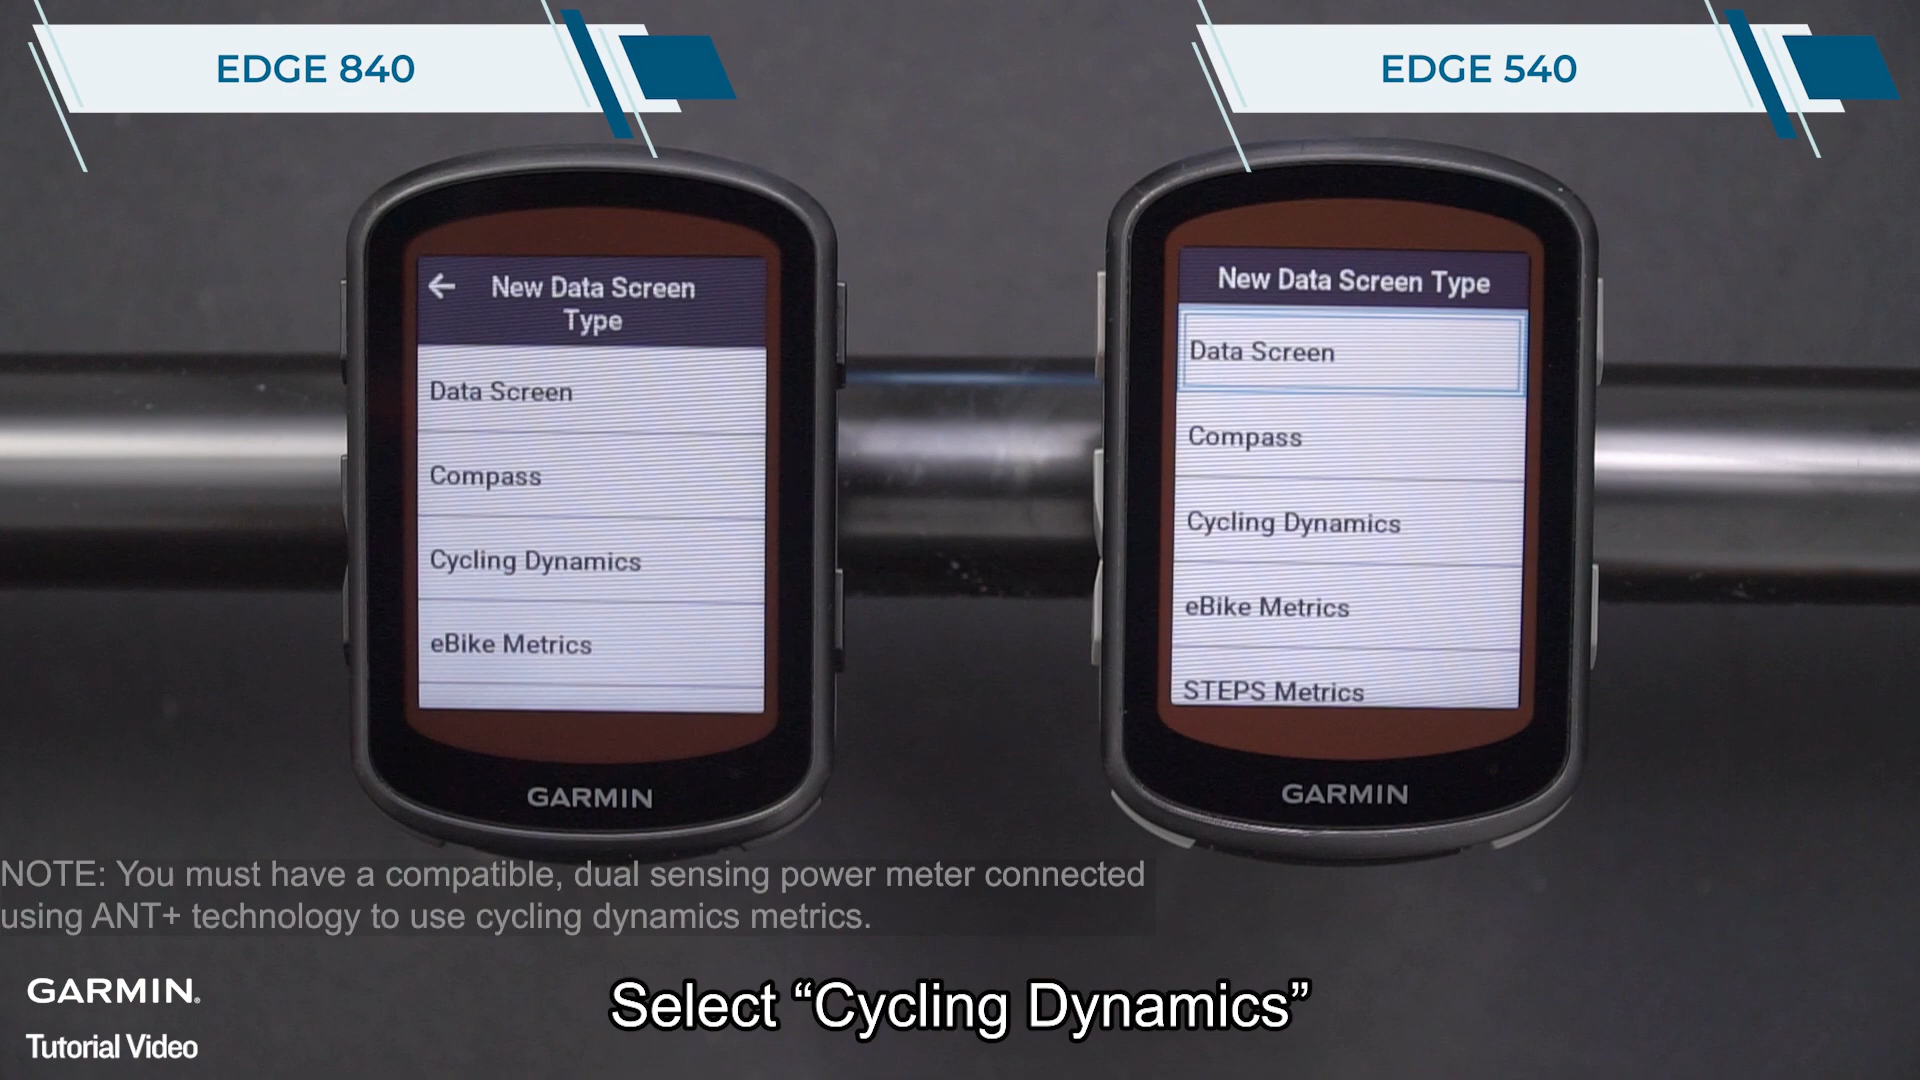 EDGE 840
EDGE 540
New Data Screen
Type
Data Screen
Compass
Cycling Dynamics
eBike Metrics
GARMIN
New Data Screen Type
Data Screen
Compass
Cycling Dynamics
eBike Metrics
STEPS Metrics
GARMIN
NOTE: You must have a compatible, dual sensing power meter connected
using ANT+ technology to use cycling dynamics metrics.
GARMIN.
Tutorial Video
Select “Cycling Dynamics”